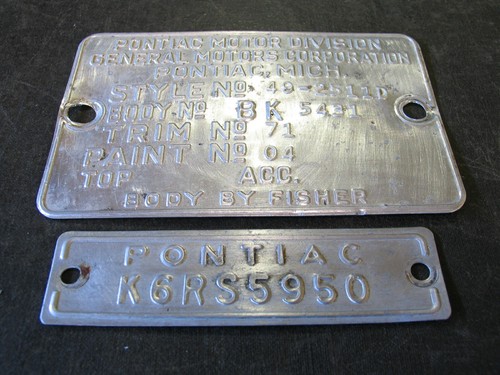 PONTIAC MOTOR DIVISION
GENERAL MOTORS CORPORATION
PONTIAC, MICH.
STYLE Nº 49-2511D
BODY Nº BK 5491
TRIM Nº 71
PAINT Nº 04
TOP ACC.
BODY BY FISHER
PONTIAC
K6RS5950